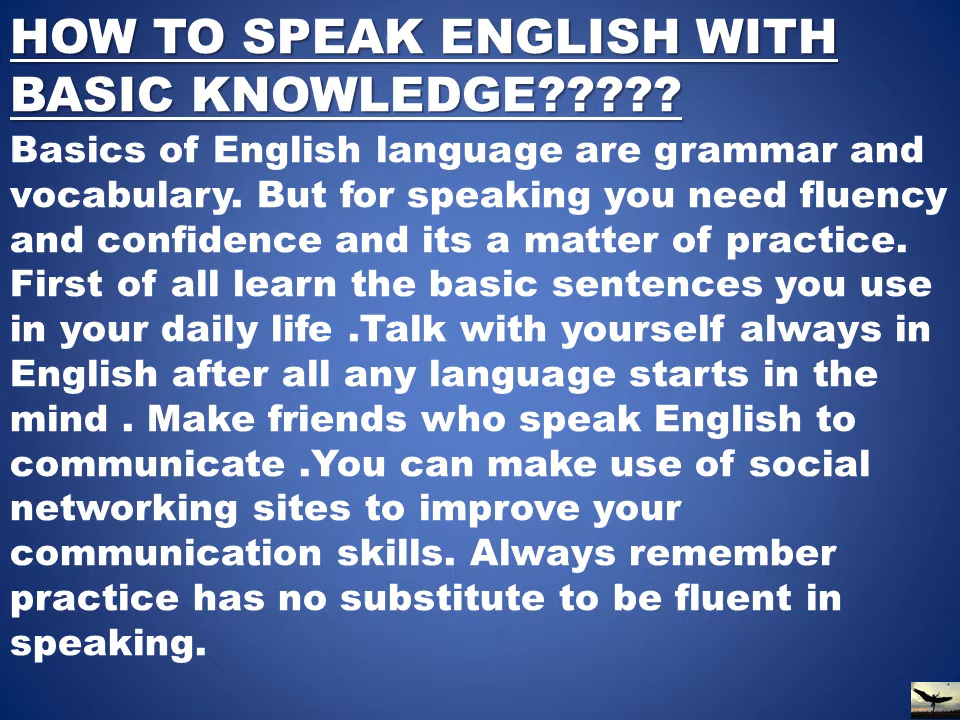 HOW TO SPEAK ENGLISH WITH
BASIC KNOWLEDGE?????
Basics of English language are grammar and
vocabulary. But for speaking you need fluency
and confidence and its a matter of practice.
First of all learn the basic sentences you use
in your daily life .Talk with yourself always in
English after all any language starts in the
mind . Make friends who speak English to
communicate .You can make use of social
networking sites to improve your
communication skills. Always remember
practice has no substitute to be fluent in
speaking.